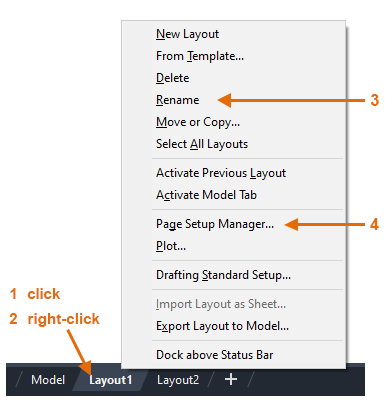 New Layout
From Template...
Delete
Rename
3
Move or Copy...
Select All Layouts
Activate Previous Layout
Activate Model Tab
Page Setup Manager...
4
Plot...
Drafting Standard Setup...
Import Layout as Sheet...
Export Layout to Model...
Dock above Status Bar
1 click
2 right-click
Model Layout1 Layout2 +